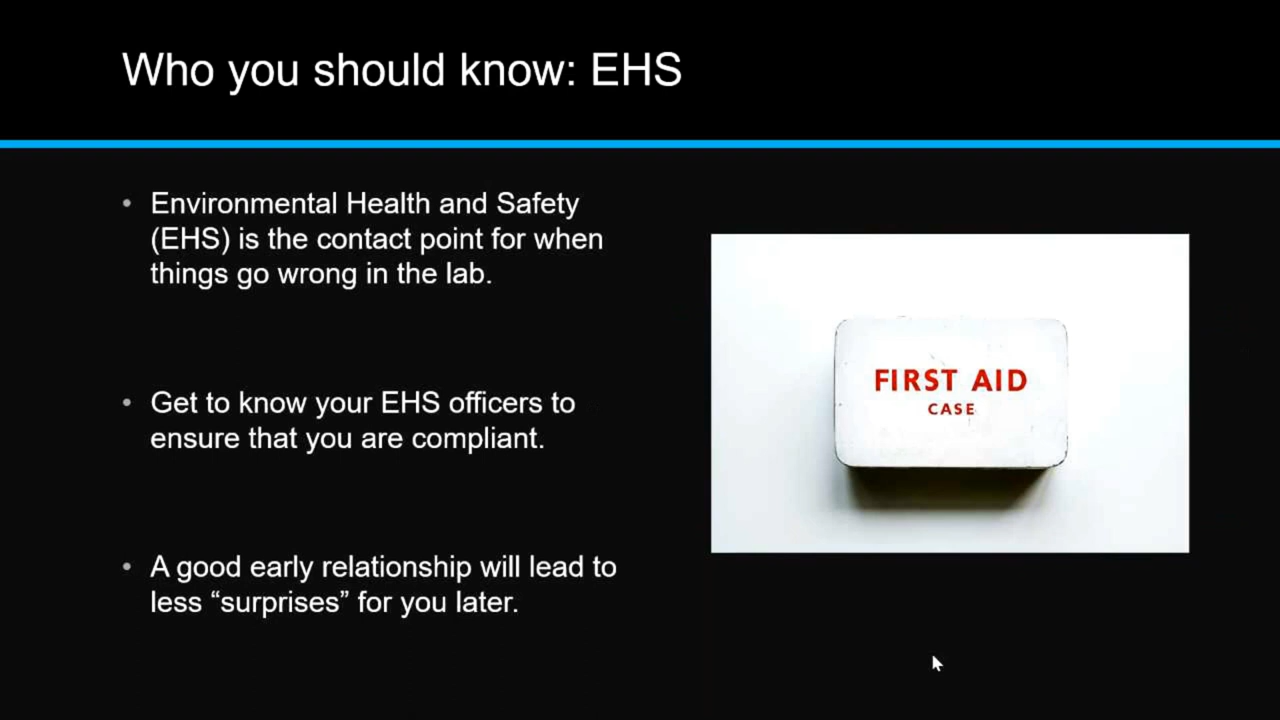 Who you should know: EHS
• Environmental Health and Safety
(EHS) is the contact point for when
things go wrong in the lab.
• Get to know your EHS officers to
ensure that you are compliant.
• A good early relationship will lead to
less “surprises” for you later.
FIRST AID
CASE